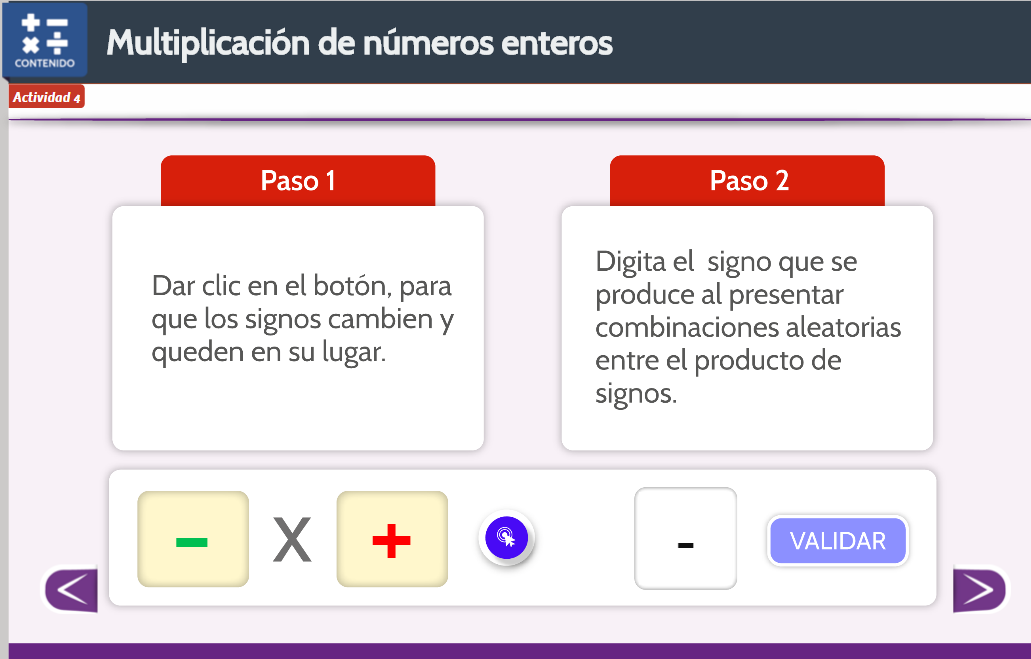 CONTENIDO
Multiplicación de números enteros
Actividad 4
Paso 1
Dar clic en el botón, para
que los signos cambien y
queden en su lugar.
Paso 2
Digita el signo que se
produce al presentar
combinaciones aleatorias
entre el producto de
signos.
- X + - VALIDAR